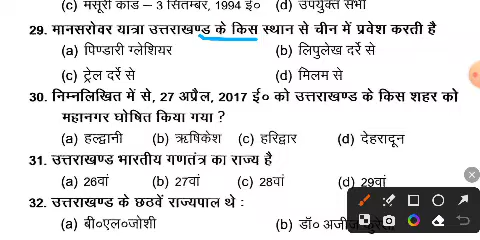 (c) मसूरी कांड – 3 सितम्बर, 1994 ई० (d) उपर्युक्त सभी
29. मानसरोवर यात्रा उत्तराखण्ड के किस स्थान से चीन में प्रवेश करती है
(a) पिण्डारी ग्लेशियर (b) लिपुलेख दर्रे से
(c) ट्रेल दर्रे से (d) मिलम से
30. निम्नलिखित में से, 27 अप्रैल, 2017 ई० को उत्तराखण्ड के किस शहर को
महानगर घोषित किया गया ?
(a) हल्द्वानी (b) ऋषिकेश (c) हरिद्वार (d) देहरादून
31. उत्तराखण्ड भारतीय गणतंत्र का राज्य है
(a) 26वां (b) 27वां (c) 28वां (d) 29वां
32. उत्तराखण्ड के छठवें राज्यपाल थे :
(a) बी०एल०जोशी (b) डॉ०